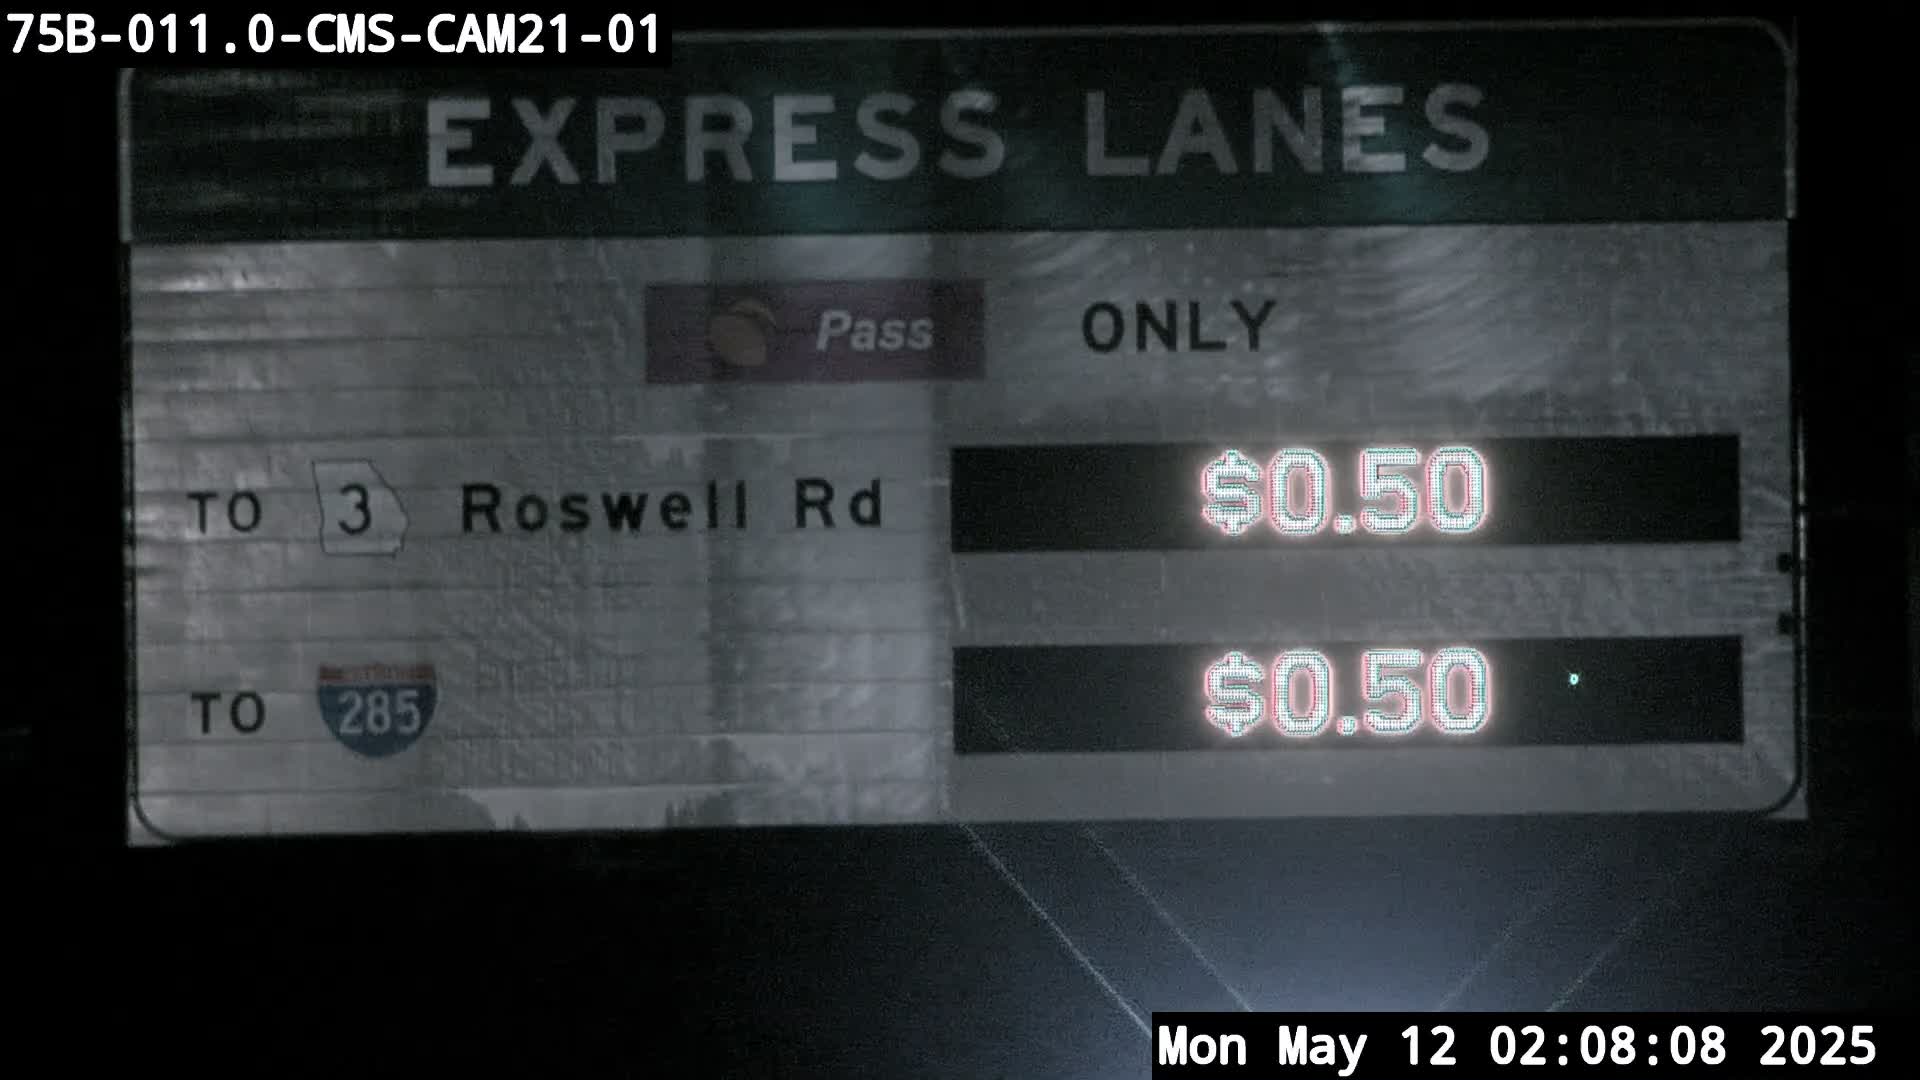 75B-011.0-CMS-CAM21-01
EXPRESS LANES
Pass ONLY
TO 3 Roswell Rd $0.50
TO 285 $0.50
Mon May 12 02:08:08 2025